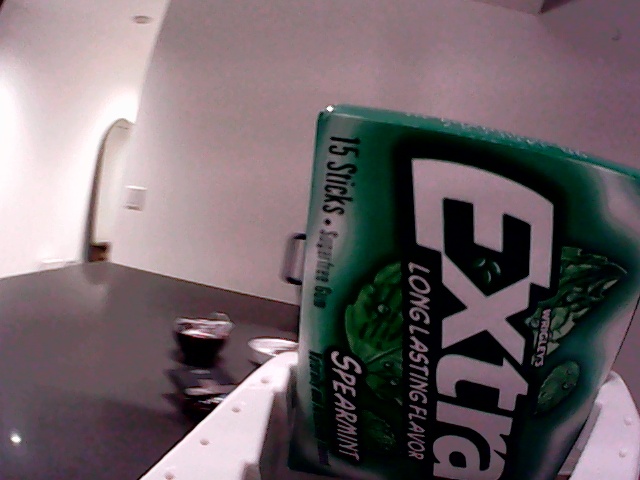 15 Sticks • Sugarfree Gum
Extra
WRIGLEY'S
LONG LASTING FLAVOR
SPEARMINT